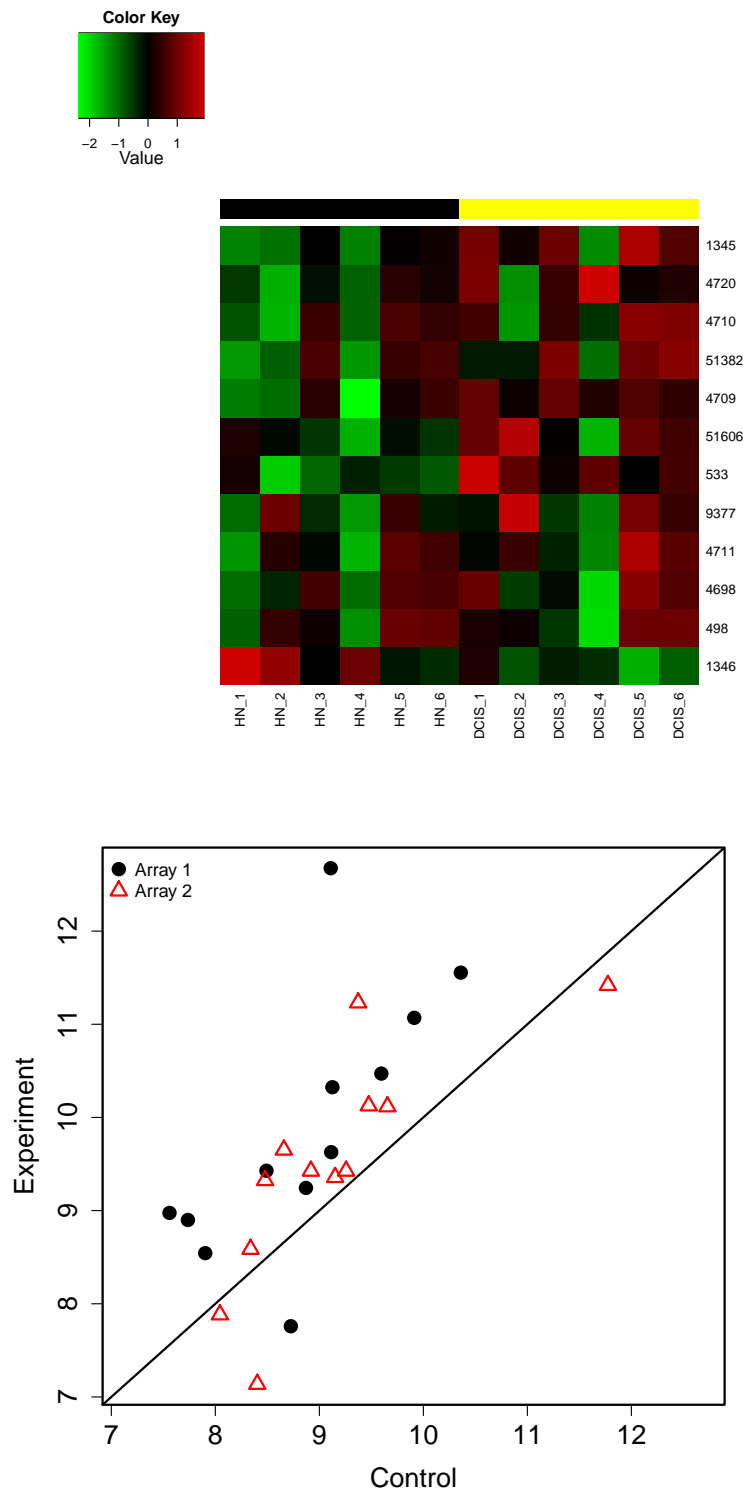 Color Key
−2 −1 0 1
Value
1345
4720
4710
51382
4709
51606
533
9377
4711
4698
498
1346
HN_1 HN_2 HN_3 HN_4 HN_5 HN_6 DCIS_1 DCIS_2 DCIS_3 DCIS_4 DCIS_5 DCIS_6
Array 1
Array 2
12
11
10
9
8
7
Experiment
7 8 9 10 11 12
Control